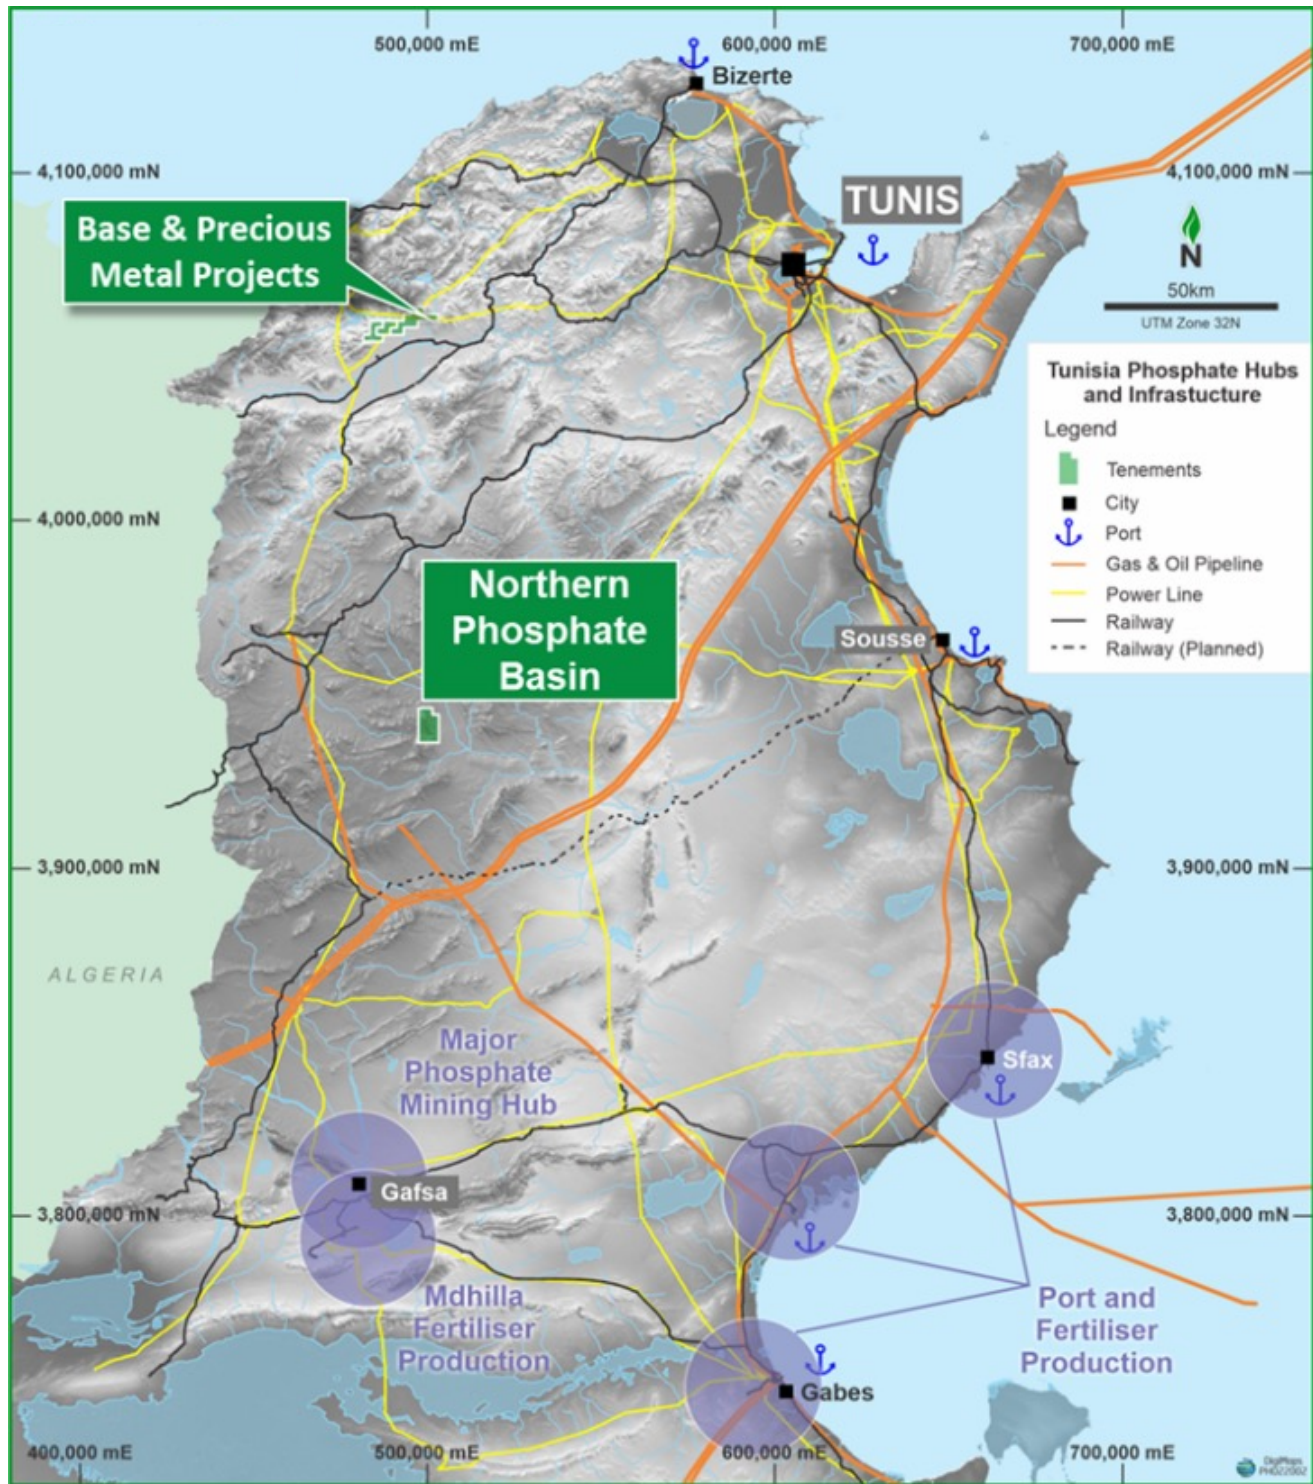 500,000 mE
600,000 mE
700,000 mE
Bizerte
4,100,000 mN
4,100,000 mN
TUNIS
Base & Precious
Metal Projects
N
50km
UTM Zone 32N
Tunisia Phosphate Hubs
and Infrastucture
Legend
Tenements
City
Port
Gas & Oil Pipeline
Power Line
Railway
Railway (Planned)
4,000,000 mN
Northern
Phosphate
Basin
Sousse
3,900,000 mN
3,900,000 mN
ALGERIA
Major
Phosphate
Mining Hub
Sfax
Gafsa
3,800,000 mN
3,800,000 mN
Mdhilla
Fertiliser
Production
Port and
Fertiliser
Production
Gabes
400,000 mE
500,000 mE
600,000 mE
700,000 mE
DigiMaps
PHO22002